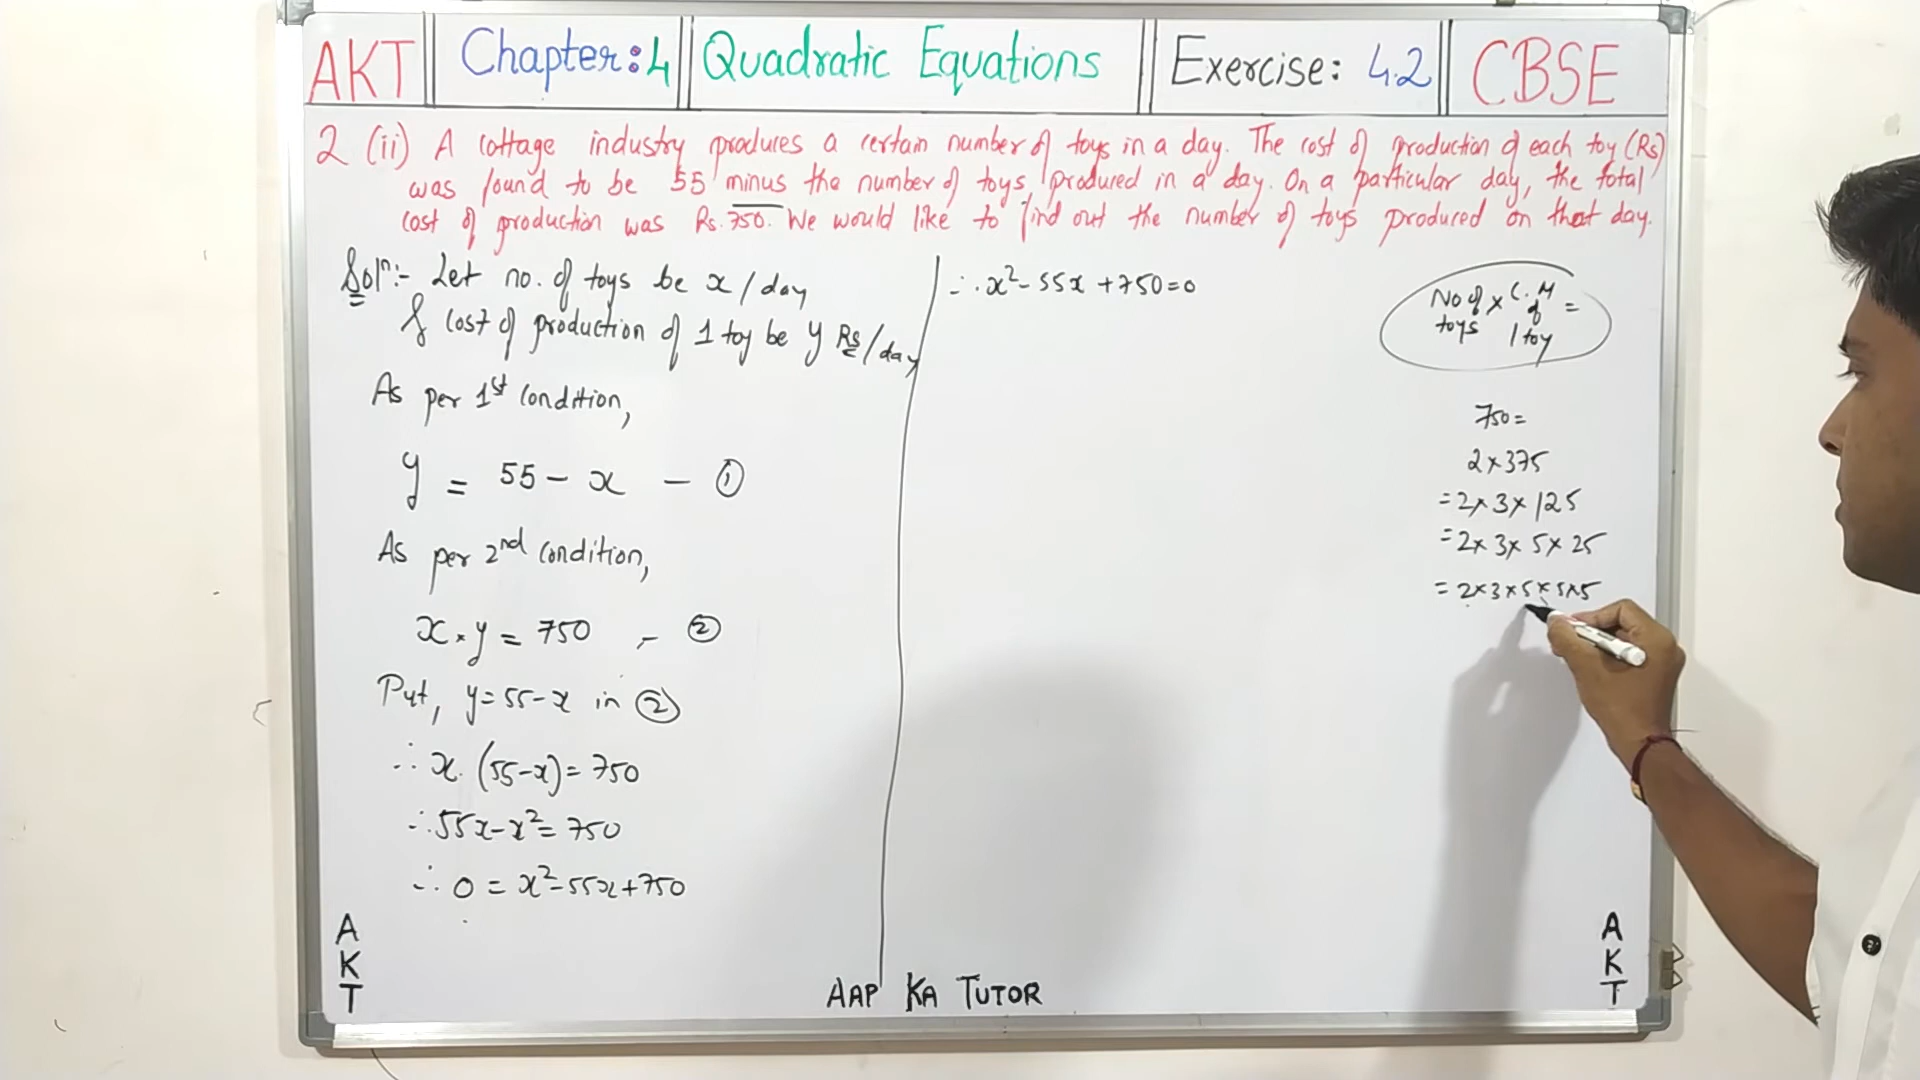 AKT Chapter:4 Quadratic Equations Exercise: 4.2 CBSE
2 (ii) A cottage industry produces a certain number of toys in a day. The cost of production of each toy (Rs)
was found to be 55 minus the number of toys produced in a day. On a particular day, the total
cost of production was Rs. 750. We would like to find out the number of toys produced on that day.
Soln:- Let no. of toys be x/day
& Cost of production of 1 toy be y Rs/day
As per 1st Condition,
y = 55 - x - ①
As per 2nd Condition,
x × y = 750 - ②
Put, y=55-x in ②
∴ x. (55-x)= 750
∴ 55x-x²= 750
∴ 0 = x²-55x+750
∴ x²-55x+750=0
No of × C.M =
toys of
1 toy
750=
2×375
=2×3×125
=2×3×5×25
=2×3×5×5×5
AKT
AAP KA TUTOR
AKT